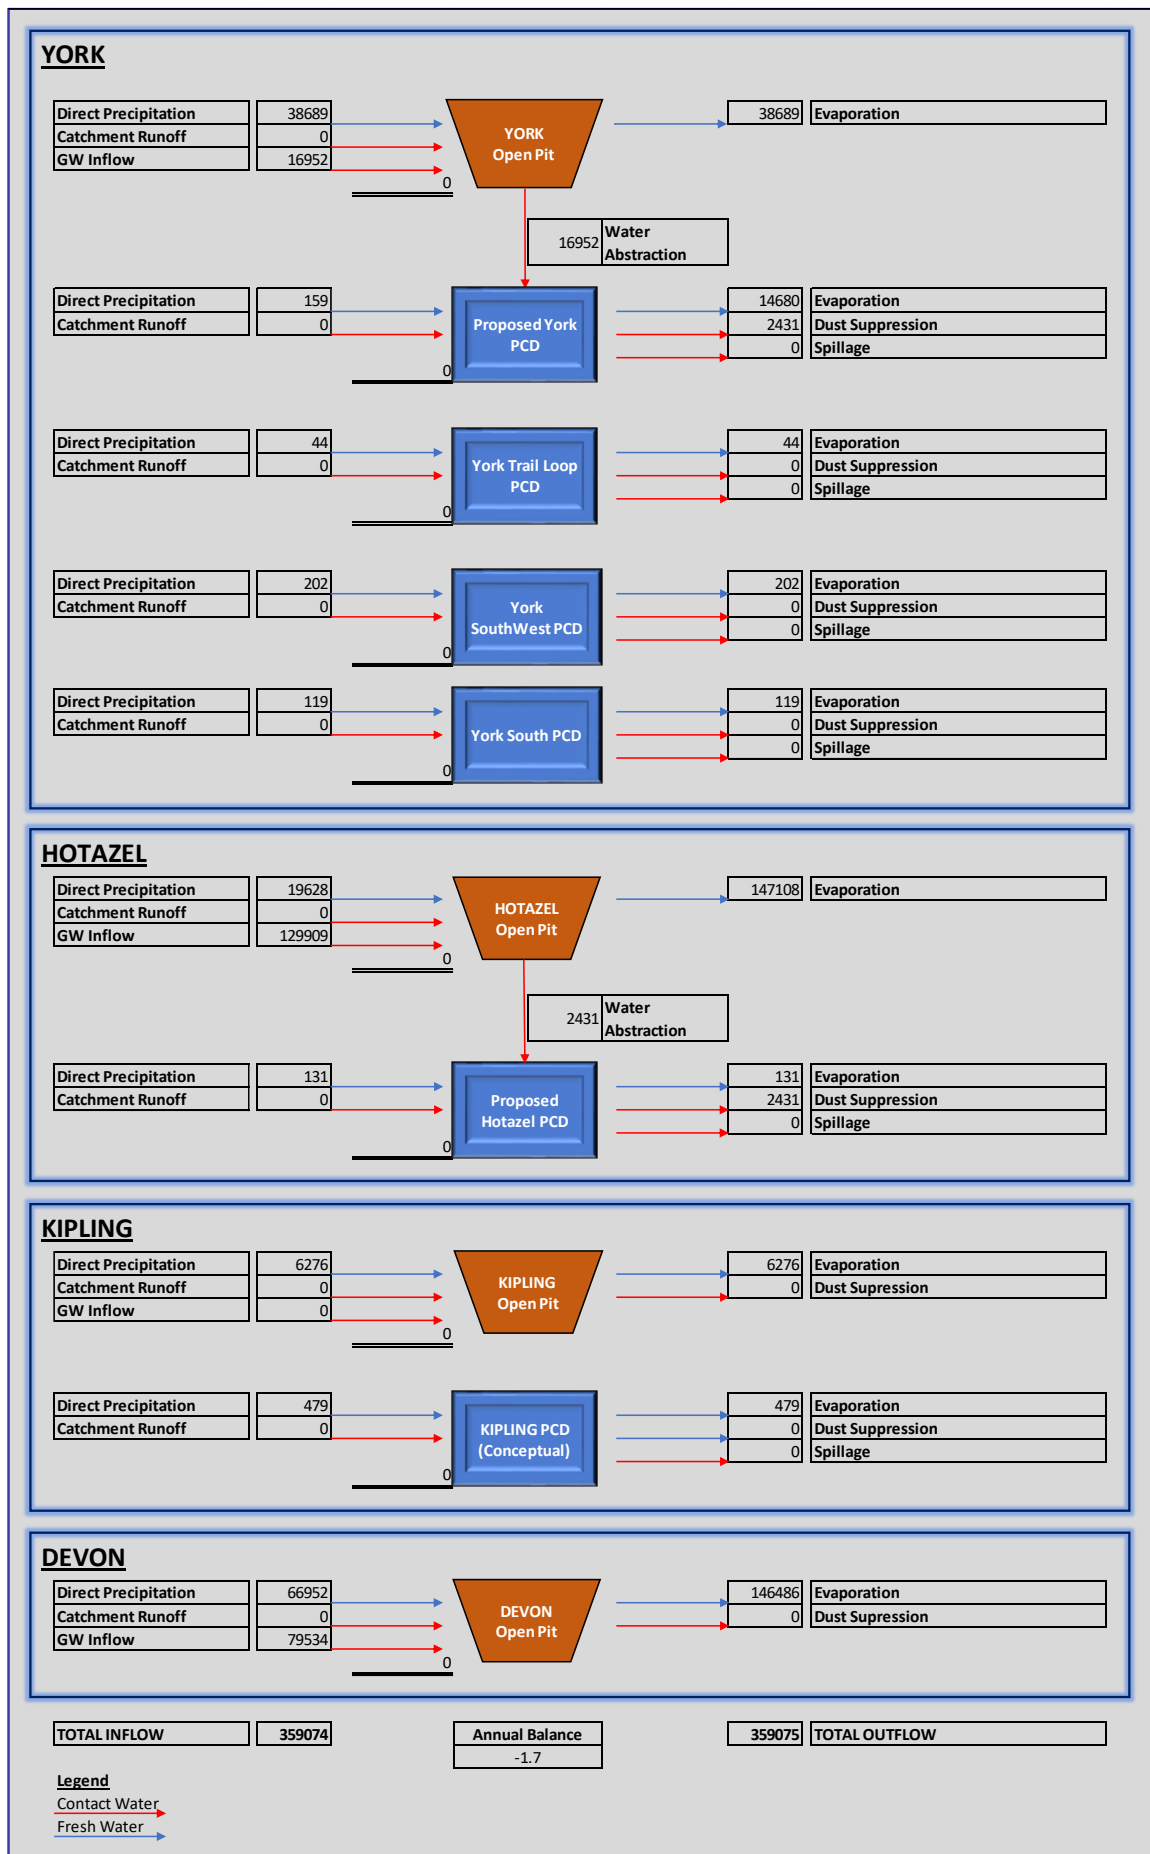 YORK
Direct Precipitation 38689 38689 Evaporation
Catchment Runoff 0 YORK
GW Inflow 16952 Open Pit
0
16952 Water
Abstraction
Direct Precipitation 159 14680 Evaporation
Catchment Runoff 0 Proposed York 2431 Dust Suppression
PCD 0 Spillage
0
Direct Precipitation 44 44 Evaporation
Catchment Runoff 0 York Trail Loop 0 Dust Suppression
PCD 0 Spillage
0
Direct Precipitation 202 202 Evaporation
Catchment Runoff 0 York 0 Dust Suppression
SouthWest PCD 0 Spillage
0
Direct Precipitation 119 119 Evaporation
Catchment Runoff 0 York South PCD 0 Dust Suppression
0 Spillage
0
HOTAZEL
Direct Precipitation 19628 147108 Evaporation
Catchment Runoff 0 HOTAZEL
GW Inflow 129909 Open Pit
0
2431 Water
Abstraction
Direct Precipitation 131 131 Evaporation
Catchment Runoff 0 Proposed 2431 Dust Suppression
Hotazel PCD 0 Spillage
0
KIPLING
Direct Precipitation 6276 6276 Evaporation
Catchment Runoff 0 KIPLING 0 Dust Supression
GW Inflow 0 Open Pit
0
Direct Precipitation 479 479 Evaporation
Catchment Runoff 0 KIPLING PCD 0 Dust Suppression
(Conceptual) 0 Spillage
0
DEVON
Direct Precipitation 66952 146486 Evaporation
Catchment Runoff 0 DEVON 0 Dust Supression
GW Inflow 79534 Open Pit
0
TOTAL INFLOW 359074 Annual Balance 359075 TOTAL OUTFLOW
-1.7
Legend
Contact Water
Fresh Water